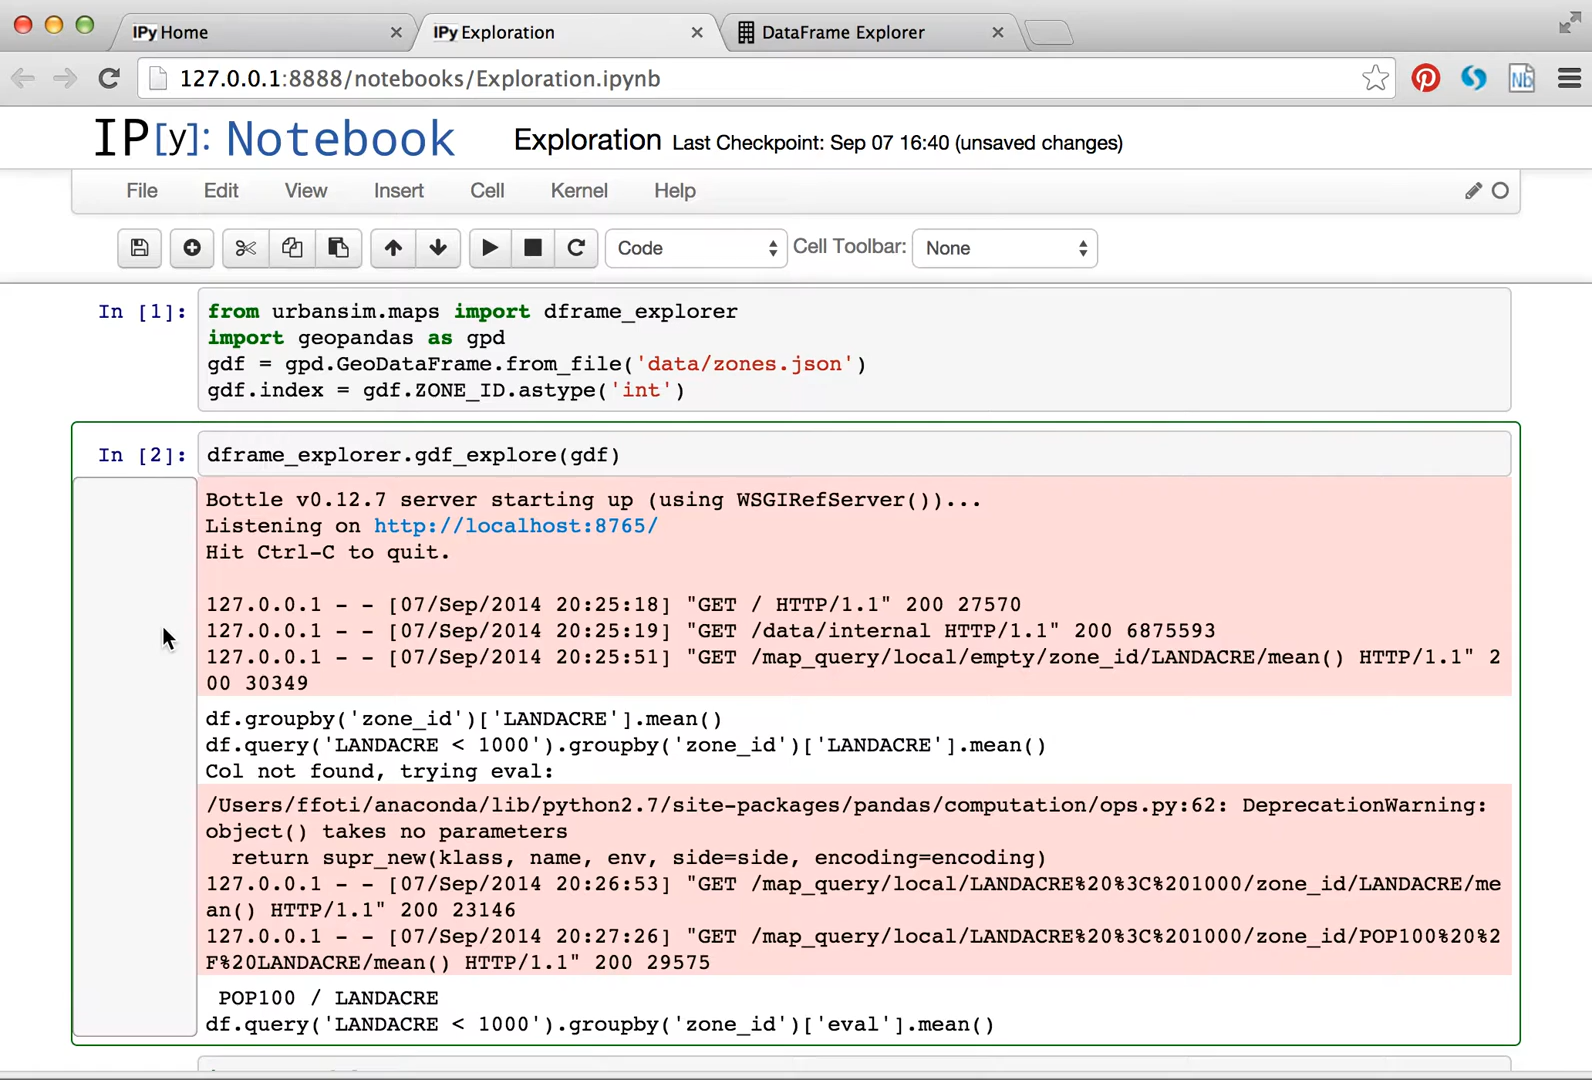 IPy Home
IPy Exploration
DataFrame Explorer
127.0.0.1:8888/notebooks/Exploration.ipynb
Nb
IP[y]: Notebook Exploration Last Checkpoint: Sep 07 16:40 (unsaved changes)
File Edit View Insert Cell Kernel Help
Code Cell Toolbar: None
In [1]: from urbansim.maps import dframe_explorer
import geopandas as gpd
gdf = gpd.GeoDataFrame.from_file('data/zones.json')
gdf.index = gdf.ZONE_ID.astype('int')
In [2]: dframe_explorer.gdf_explore(gdf)
Bottle v0.12.7 server starting up (using WSGIRefServer())...
Listening on http://localhost:8765/
Hit Ctrl-C to quit.
127.0.0.1 - - [07/Sep/2014 20:25:18] "GET / HTTP/1.1" 200 27570
127.0.0.1 - - [07/Sep/2014 20:25:19] "GET /data/internal HTTP/1.1" 200 6875593
127.0.0.1 - - [07/Sep/2014 20:25:51] "GET /map_query/local/empty/zone_id/LANDACRE/mean() HTTP/1.1" 2
00 30349
df.groupby('zone_id')['LANDACRE'].mean()
df.query('LANDACRE < 1000').groupby('zone_id')['LANDACRE'].mean()
Col not found, trying eval:
/Users/ffoti/anaconda/lib/python2.7/site-packages/pandas/computation/ops.py:62: DeprecationWarning:
object() takes no parameters
return supr_new(klass, name, env, side=side, encoding=encoding)
127.0.0.1 - - [07/Sep/2014 20:26:53] "GET /map_query/local/LANDACRE%20%3C%201000/zone_id/LANDACRE/me
an() HTTP/1.1" 200 23146
127.0.0.1 - - [07/Sep/2014 20:27:26] "GET /map_query/local/LANDACRE%20%3C%201000/zone_id/POP100%20%2
F%20LANDACRE/mean() HTTP/1.1" 200 29575
POP100 / LANDACRE
df.query('LANDACRE < 1000').groupby('zone_id')['eval'].mean()